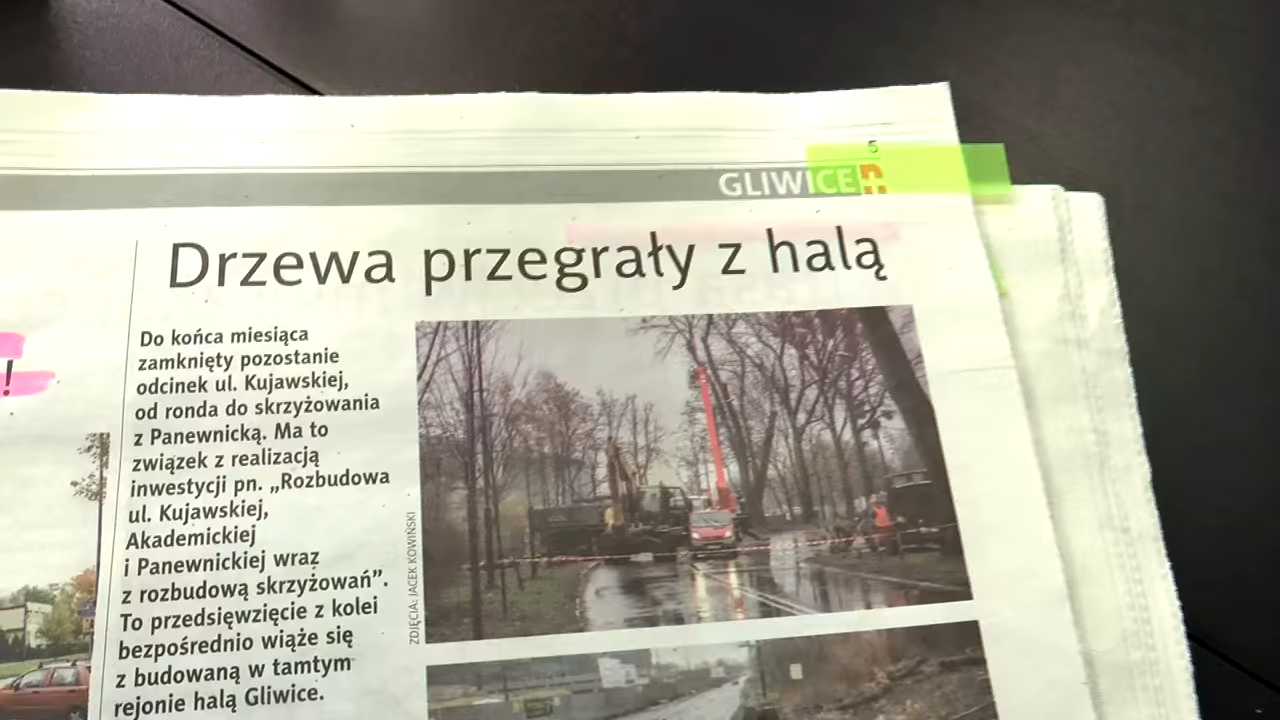 5
GLIWICE n
Drzewa przegrały z halą
!
Do końca miesiąca
zamknięty pozostanie
odcinek ul. Kujawskiej,
od ronda do skrzyżowania
z Panewnicką. Ma to
związek z realizacją
inwestycji pn. „Rozbudowa
ul. Kujawskiej,
Akademickiej
i Panewnickiej wraz
z rozbudową skrzyżowań”.
To przedsięwzięcie z kolei
bezpośrednio wiąże się
z budowaną w tamtym
rejonie halą Gliwice.
ZDJĘCIA: JACEK KOWIŃSKI